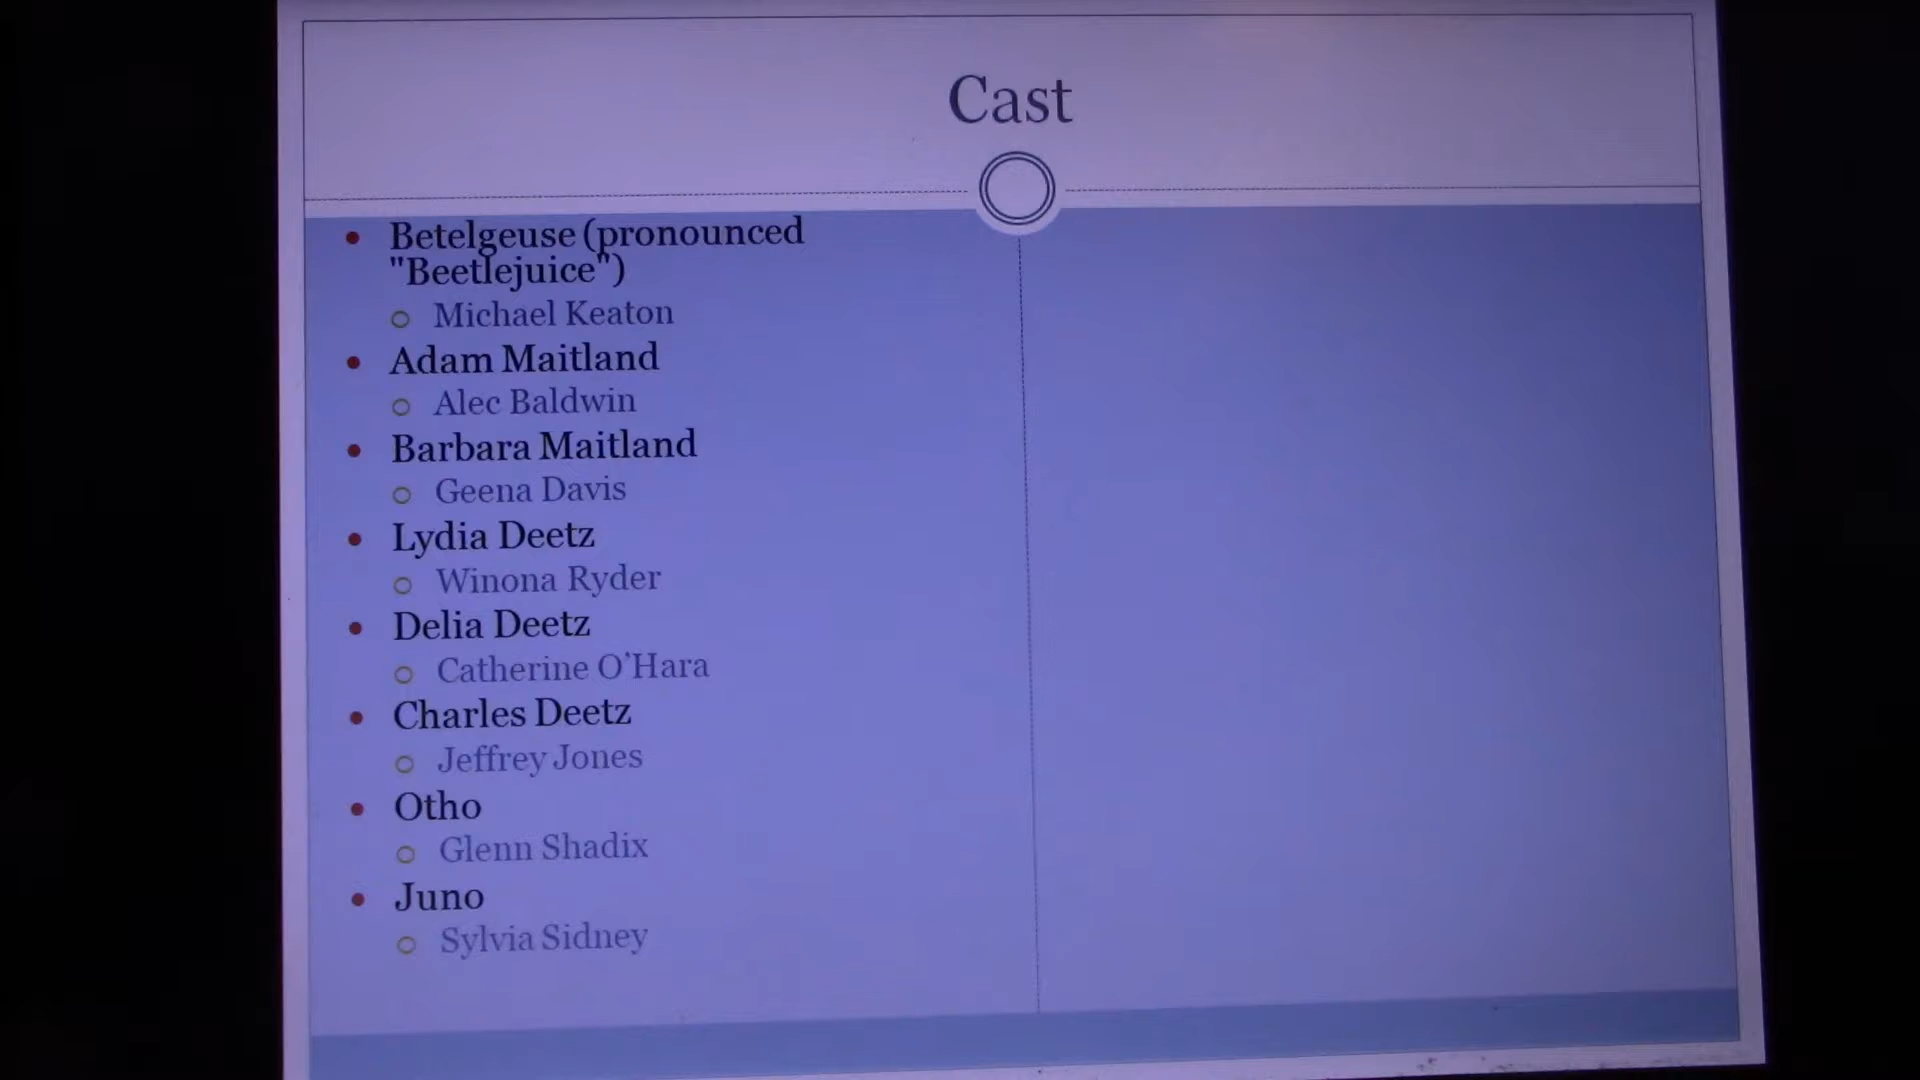 Cast
Betelgeuse (pronounced
"Beetlejuice")
Michael Keaton
Adam Maitland
Alec Baldwin
Barbara Maitland
Geena Davis
Lydia Deetz
Winona Ryder
Delia Deetz
Catherine O’Hara
Charles Deetz
Jeffrey Jones
Otho
Glenn Shadix
Juno
Sylvia Sidney